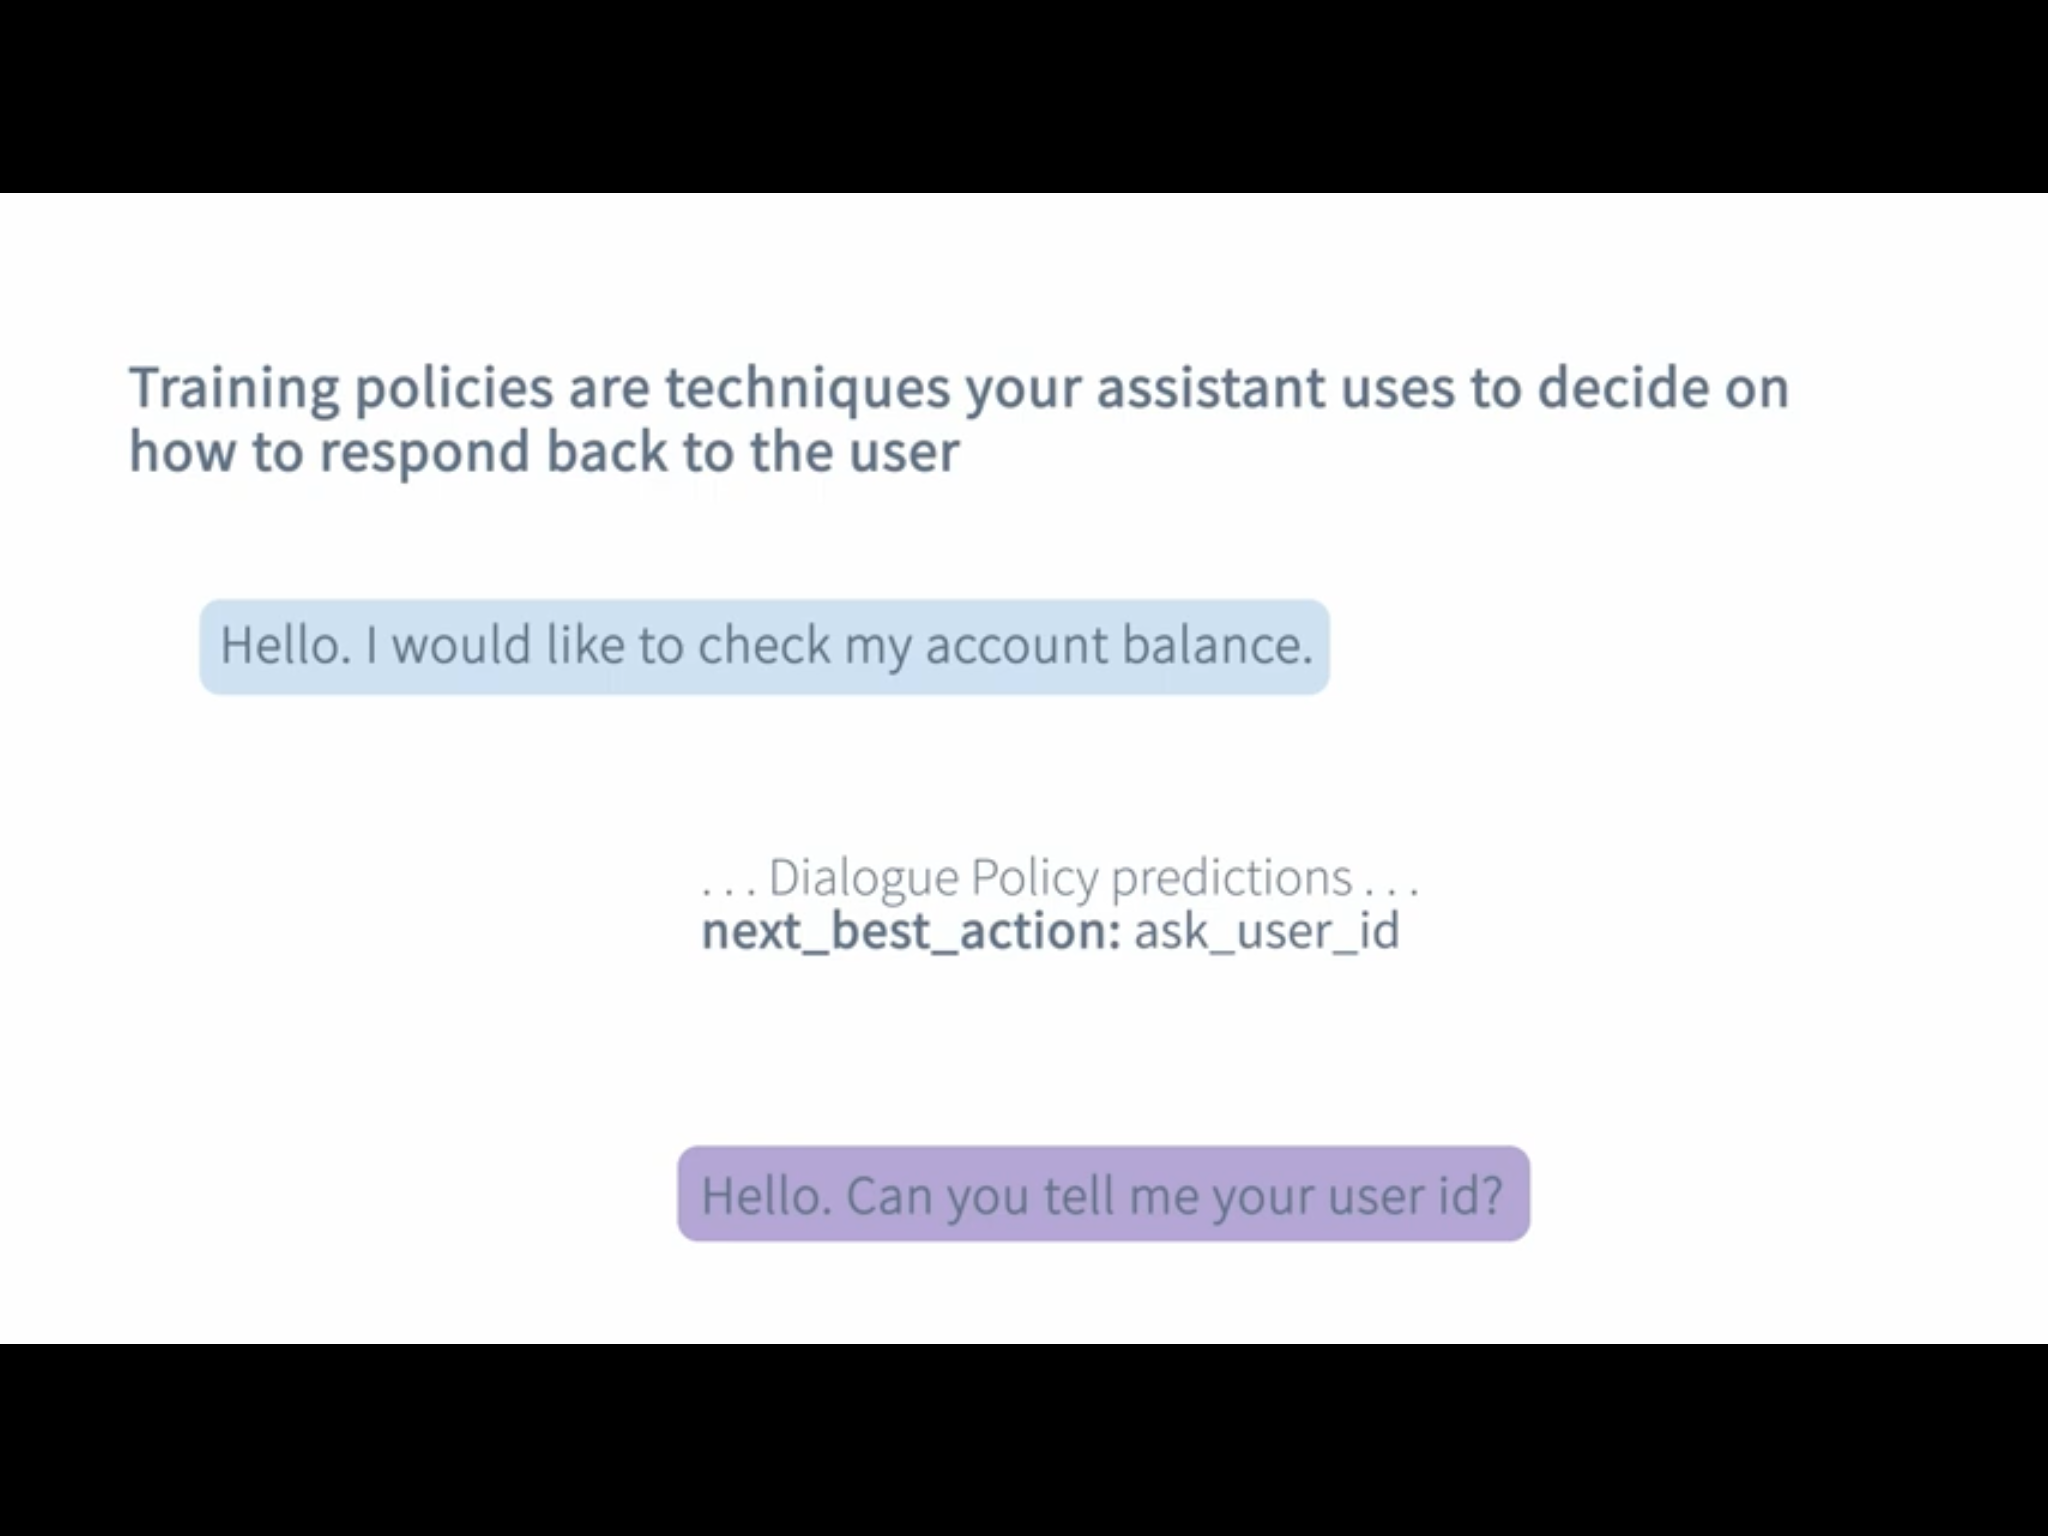 Training policies are techniques your assistant uses to decide on
how to respond back to the user
Hello. I would like to check my account balance.
. . . Dialogue Policy predictions . . .
next_best_action: ask_user_id
Hello. Can you tell me your user id?